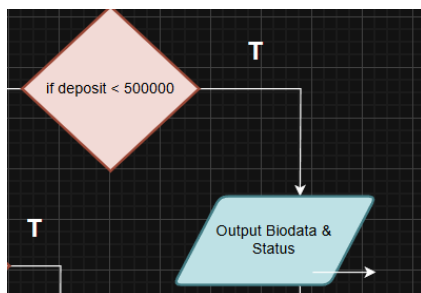 T
if deposit < 500000
Output Biodata &
Status
T